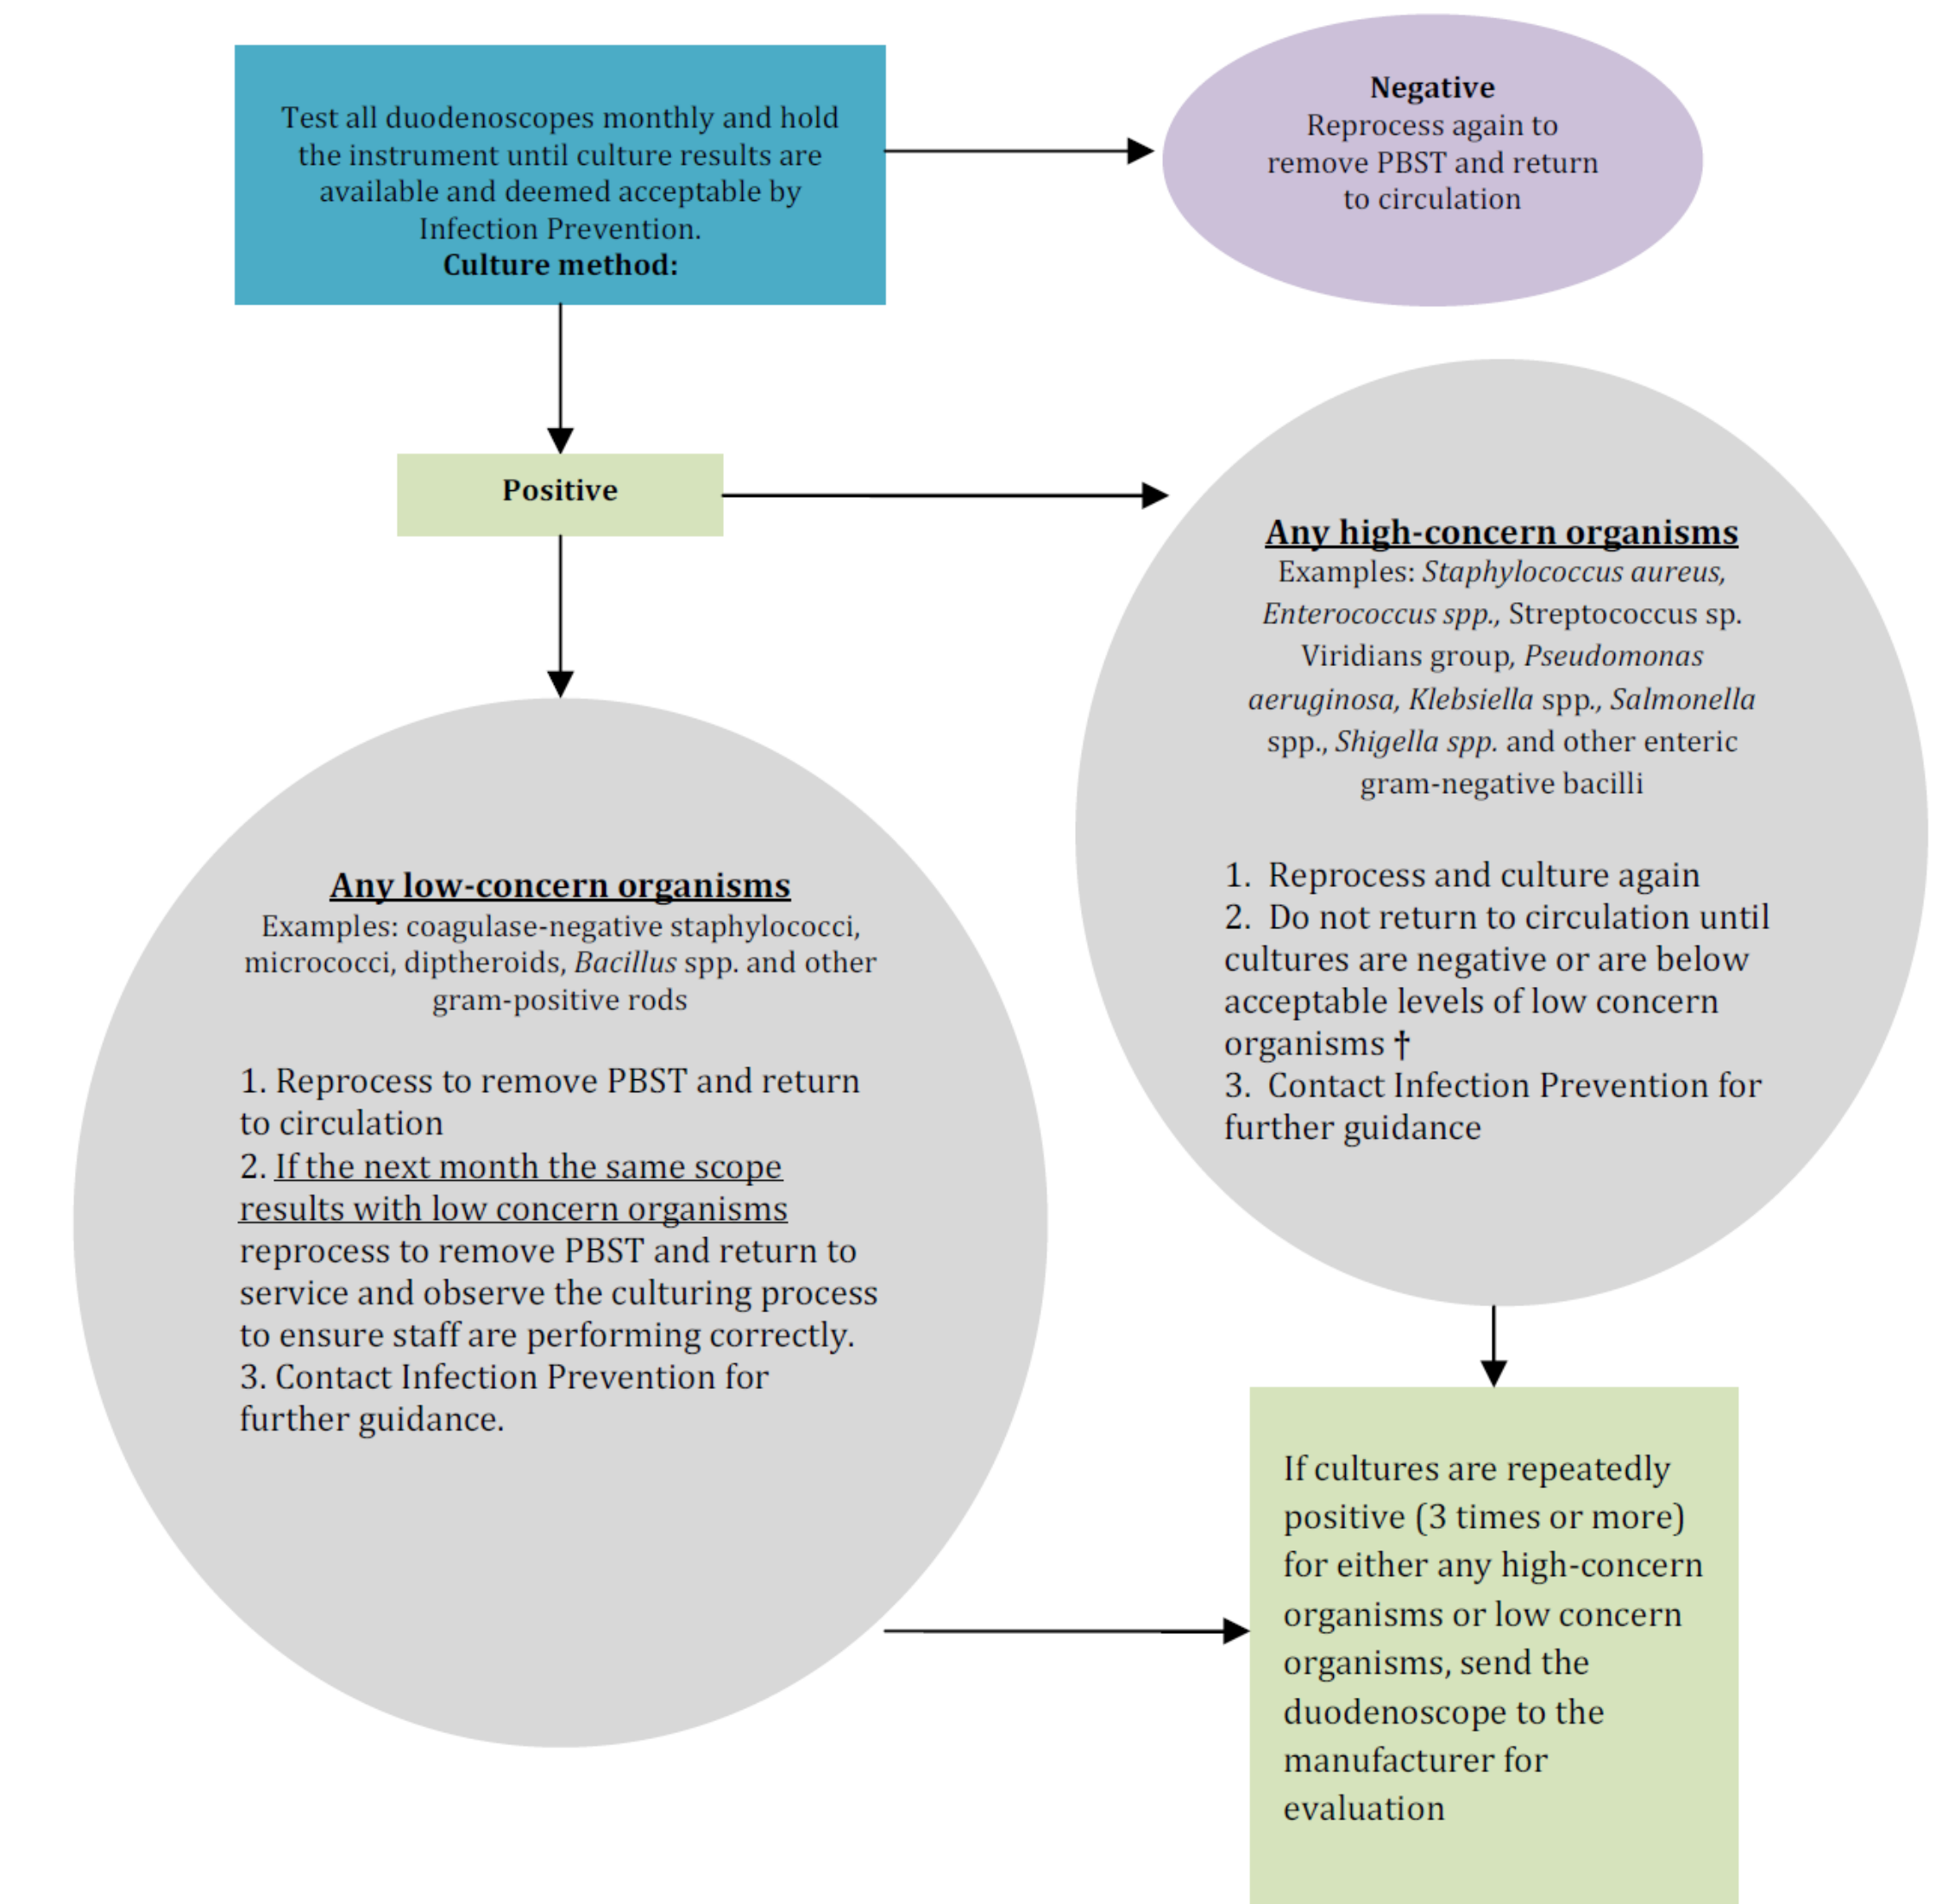 Test all duodenoscopes monthly and hold
the instrument until culture results are
available and deemed acceptable by
Infection Prevention.
Culture method:
Negative
Reprocess again to
remove PBST and return
to circulation
Positive
Any high-concern organisms
Examples: Staphylococcus aureus,
Enterococcus spp., Streptococcus sp.
Viridians group, Pseudomonas
aeruginosa, Klebsiella spp., Salmonella
spp., Shigella spp. and other enteric
gram-negative bacilli
1. Reprocess and culture again
2. Do not return to circulation until
cultures are negative or are below
acceptable levels of low concern
organisms †
3. Contact Infection Prevention for
further guidance
Any low-concern organisms
Examples: coagulase-negative staphylococci,
micrococci, diptheroids, Bacillus spp. and other
gram-positive rods
1. Reprocess to remove PBST and return
to circulation
2. If the next month the same scope
results with low concern organisms
reprocess to remove PBST and return to
service and observe the culturing process
to ensure staff are performing correctly.
3. Contact Infection Prevention for
further guidance.
If cultures are repeatedly
positive (3 times or more)
for either any high-concern
organisms or low concern
organisms, send the
duodenoscope to the
manufacturer for
evaluation